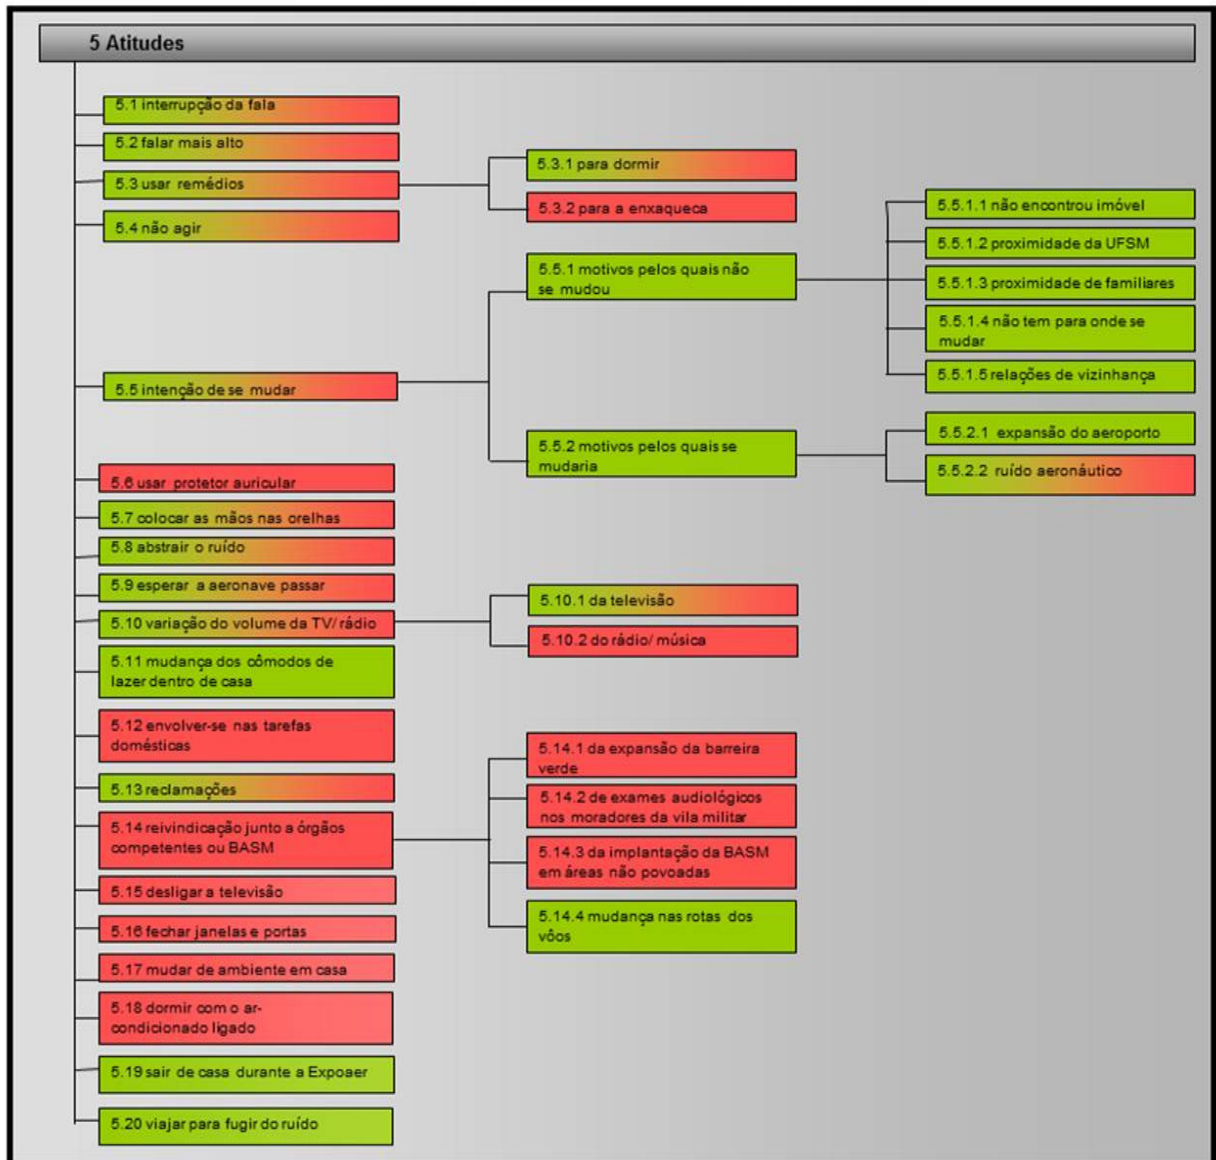 5 Atitudes
5.1 interrupção da fala
5.2 falar mais alto
5.3 usar remédios
5.3.1 para dormir
5.3.2 para a enxaqueca
5.4 não agir
5.5 intenção de se mudar
5.5.1 motivos pelos quais não
se mudou
5.5.1.1 não encontrou imóvel
5.5.1.2 proximidade da UFSM
5.5.1.3 proximidade de familiares
5.5.1.4 não tem para onde se
mudar
5.5.1.5 relações de vizinhança
5.5.2 motivos pelos quais se
mudaria
5.5.2.1 expansão do aeroporto
5.5.2.2 ruído aeronáutico
5.6 usar protetor auricular
5.7 colocar as mãos nas orelhas
5.8 abstrair o ruído
5.9 esperar a aeronave passar
5.10 variação do volume da TV/ rádio
5.10.1 da televisão
5.10.2 do rádio/ música
5.11 mudança dos cômodos de
lazer dentro de casa
5.12 envolver-se nas tarefas
domésticas
5.13 reclamações
5.14 reivindicação junto a órgãos
competentes ou BASM
5.14.1 da expansão da barreira
verde
5.14.2 de exames audiológicos
nos moradores da vila militar
5.14.3 da implantação da BASM
em áreas não povoadas
5.14.4 mudança nas rotas dos
vôos
5.15 desligar a televisão
5.16 fechar janelas e portas
5.17 mudar de ambiente em casa
5.18 dormir com o ar-
condicionado ligado
5.19 sair de casa durante a Expoaer
5.20 viajar para fugir do ruído